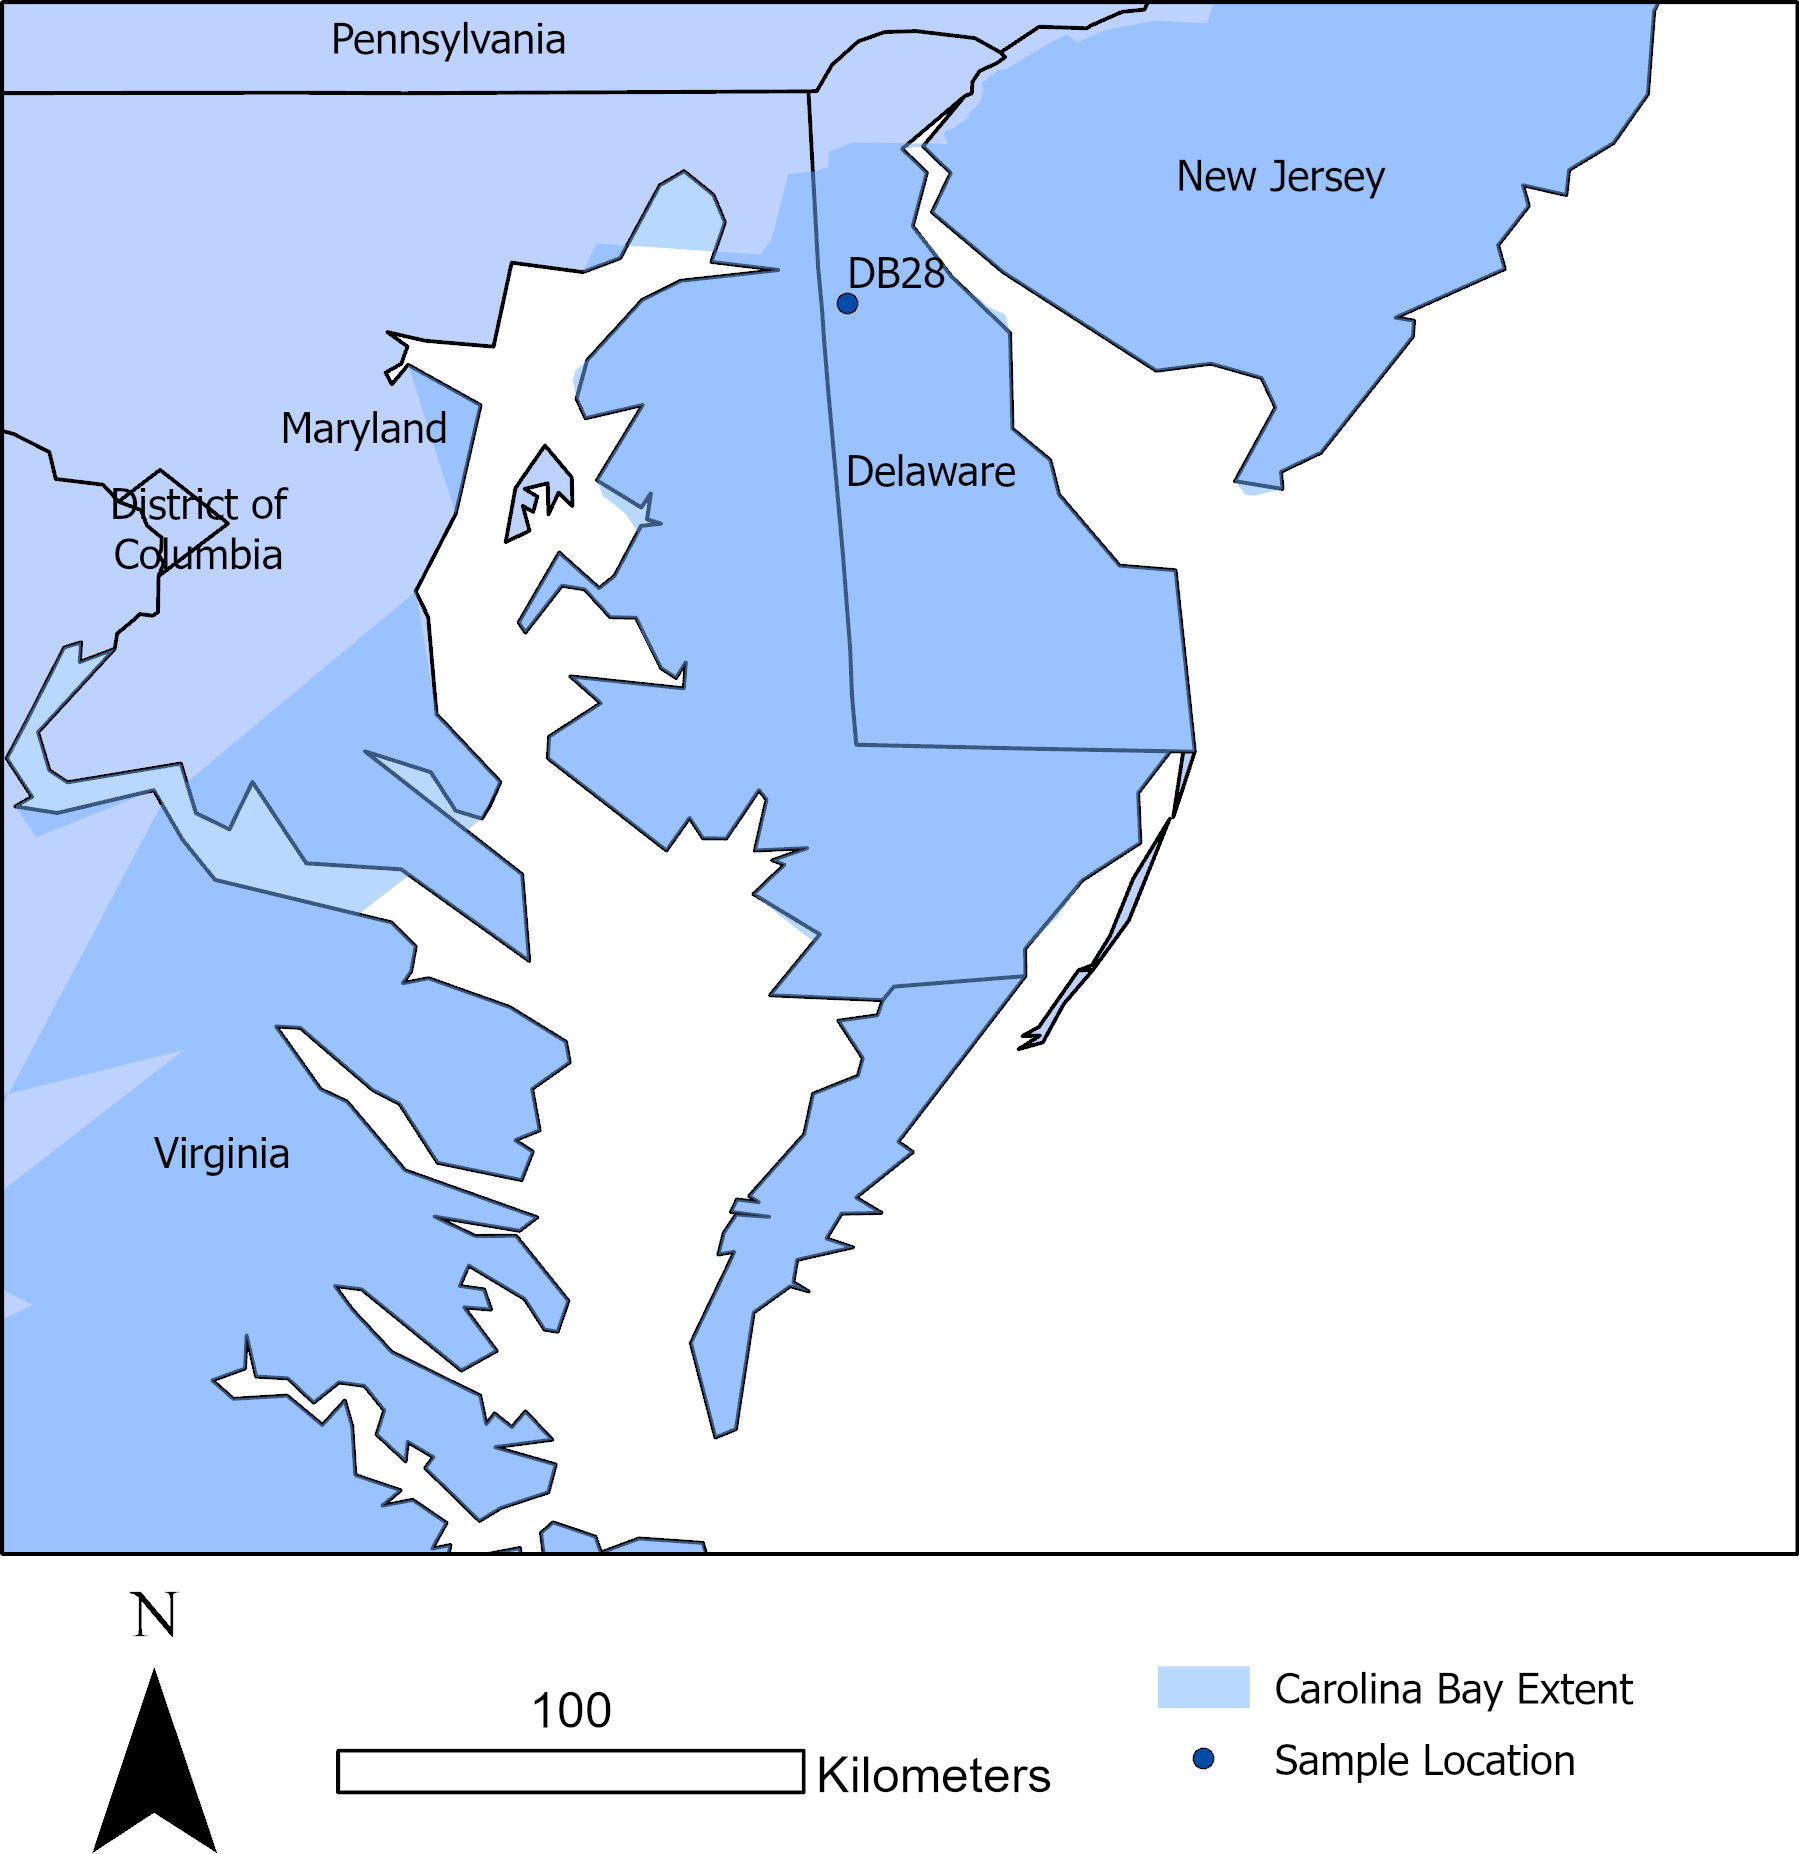 Pennsylvania
New Jersey
DB28
Maryland
Delaware
District of
Columbia
Virginia
N
100
Kilometers
Carolina Bay Extent
Sample Location